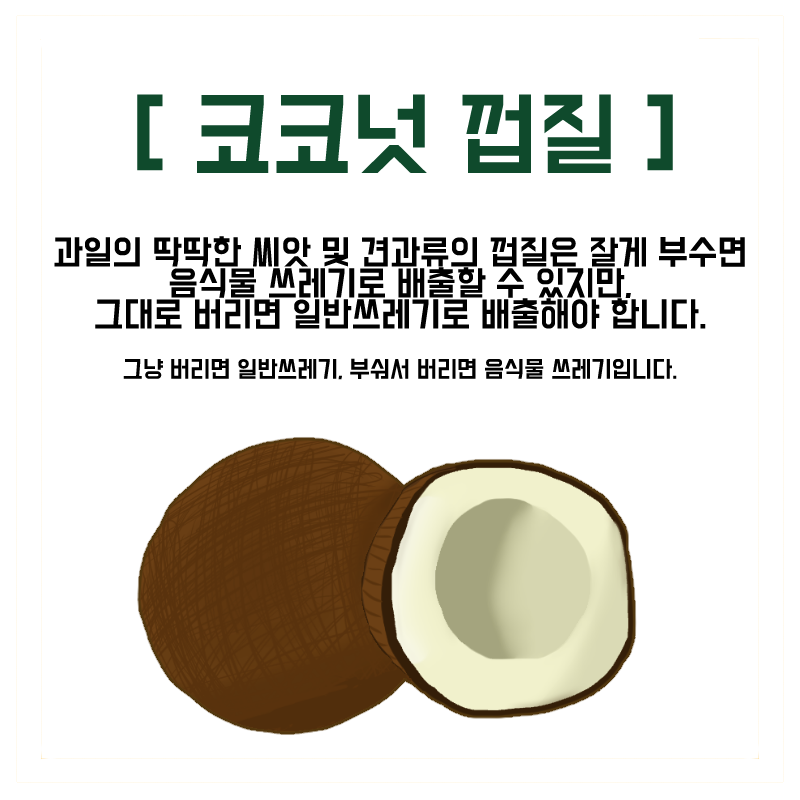 [ 코코넛 껍질 ]
과일의 딱딱한 씨앗 및 견과류의 껍질은 잘게 부수면
음식물 쓰레기로 배출할 수 있지만,
그대로 버리면 일반쓰레기로 배출해야 합니다.
그냥 버리면 일반쓰레기, 부숴서 버리면 음식물 쓰레기입니다.